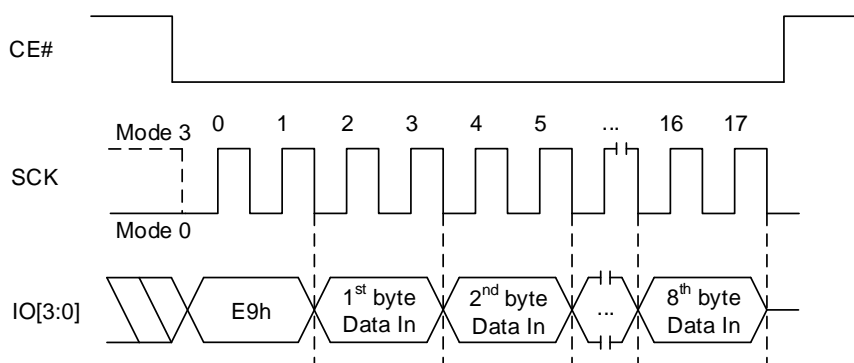 CE#
0 1 2 3 4 5 ... 16 17
Mode 3
SCK
Mode 0
IO[3:0] E9h 1st byte Data In 2nd byte Data In ... 8th byte Data In